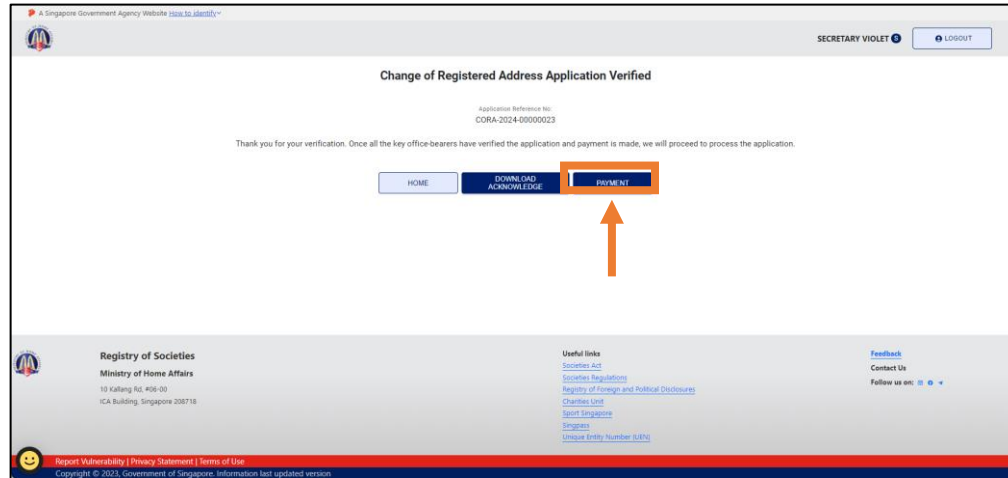 A Singapore Government Agency Website How to identify
SECRETARY VIOLET S
LOGOUT
Change of Registered Address Application Verified
Application Reference No:
CORA-2024-00000023
Thank you for your verification. Once all the key office-bearers have verified the application and payment is made, we will proceed to process the application.
HOME
DOWNLOAD
ACKNOWLEDGE
PAYMENT
Registry of Societies
Ministry of Home Affairs
10 Kallang Rd, #06-00
ICA Building, Singapore 208718
Useful links
Societies Act
Societies Regulations
Registry of Foreign and Political Disclosures
Charities Unit
Sport Singapore
Singpass
Unique Entity Number (UEN)
Feedback
Contact Us
Follow us on:
Report Vulnerability | Privacy Statement | Terms of Use
Copyright © 2023, Government of Singapore. Information last updated version